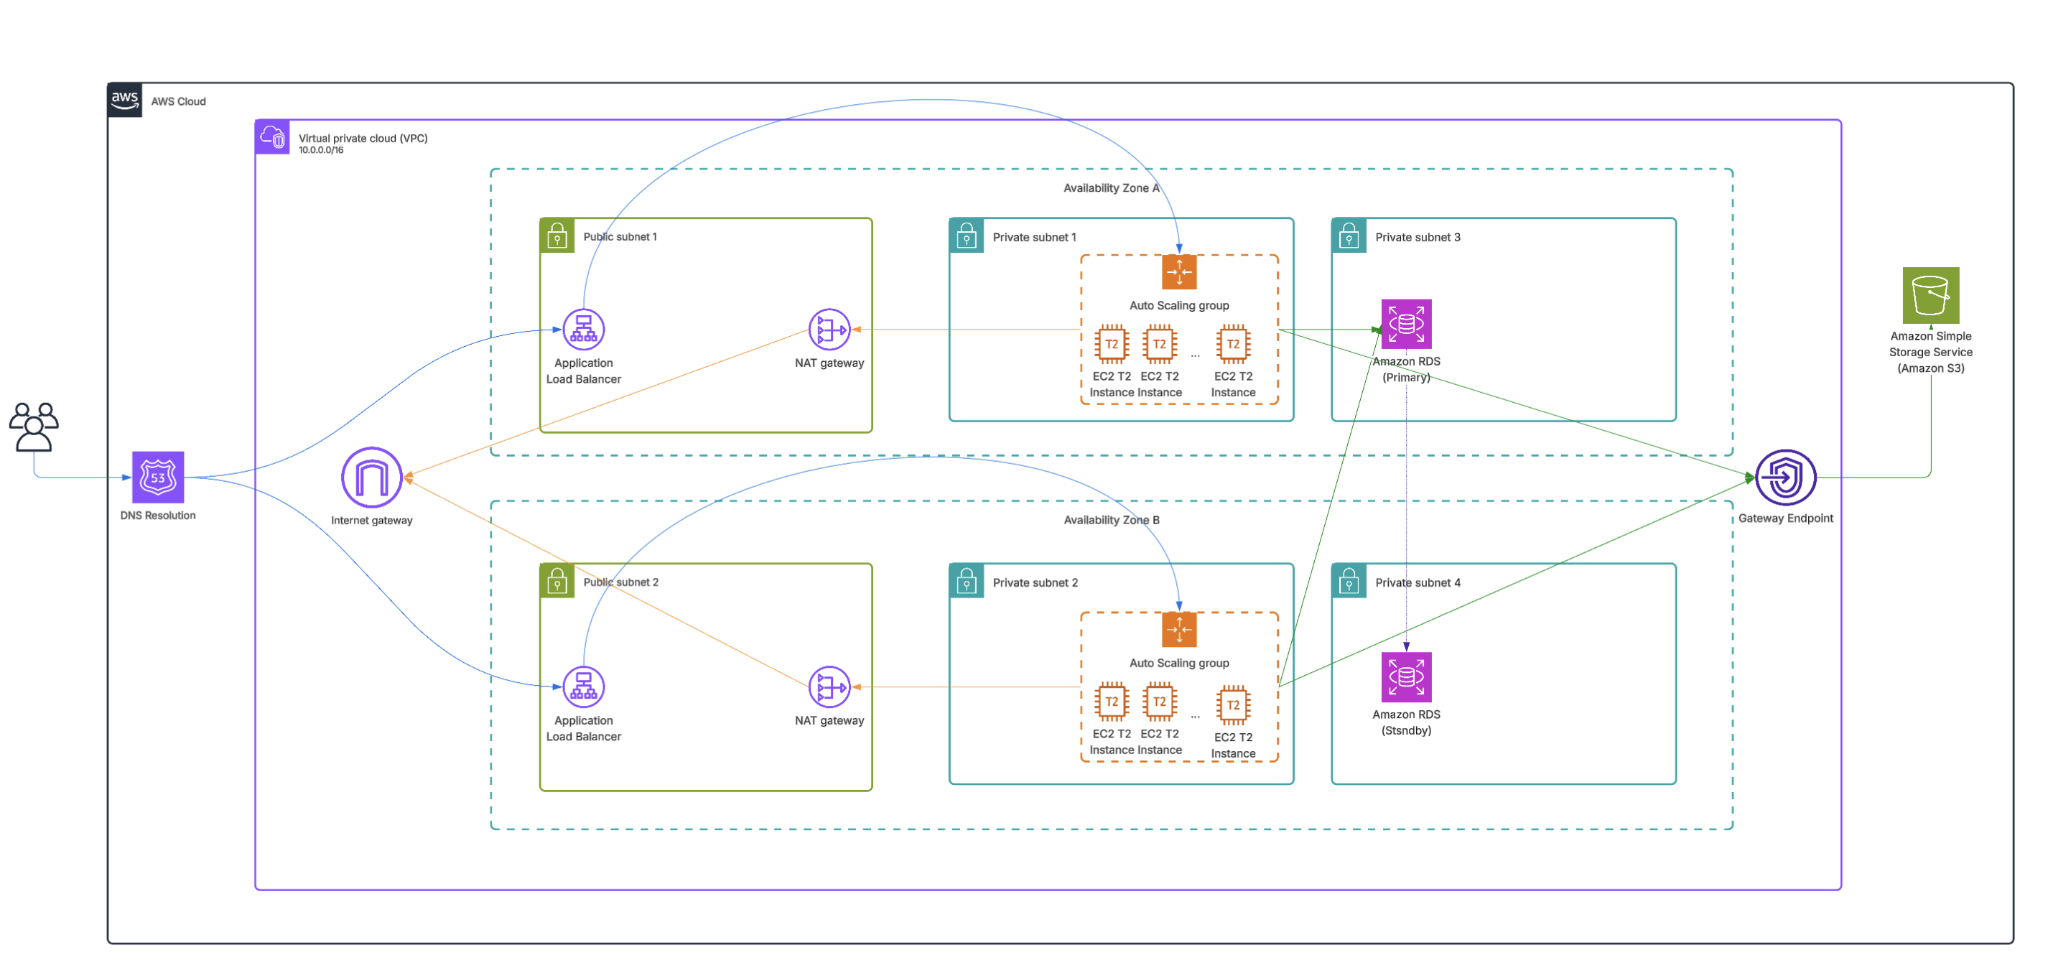 aws
AWS Cloud
Virtual private cloud (VPC)
10.0.0.0/16
Availability Zone A
Public subnet 1
Private subnet 1
Private subnet 3
Auto Scaling group
Application
Load Balancer
NAT gateway
T2
T2
...
T2
EC2 T2
Instance
EC2 T2
Instance
EC2 T2
Instance
Amazon RDS
(Primary)
Amazon Simple
Storage Service
(Amazon S3)
53
DNS Resolution
Internet gateway
Gateway Endpoint
Availability Zone B
Public subnet 2
Private subnet 2
Private subnet 4
Auto Scaling group
Application
Load Balancer
NAT gateway
T2
T2
...
T2
EC2 T2
Instance
EC2 T2
Instance
EC2 T2
Instance
Amazon RDS
(Stsndby)